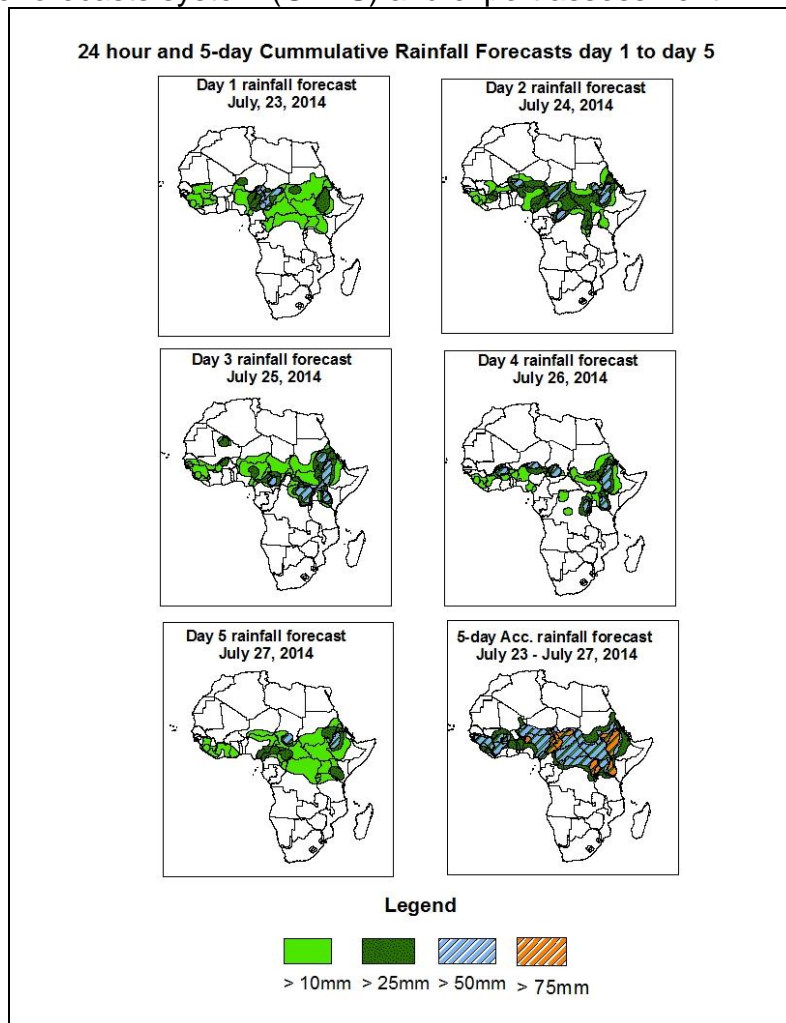 24 hour and 5-day Cummulative Rainfall Forecasts day 1 to day 5
Day 1 rainfall forecast
July, 23, 2014
Day 2 rainfall forecast
July 24, 2014
Day 3 rainfall forecast
July 25, 2014
Day 4 rainfall forecast
July 26, 2014
Day 5 rainfall forecast
July 27, 2014
5-day Acc. rainfall forecast
July 23 - July 27, 2014
Legend
> 10mm > 25mm > 50mm > 75mm